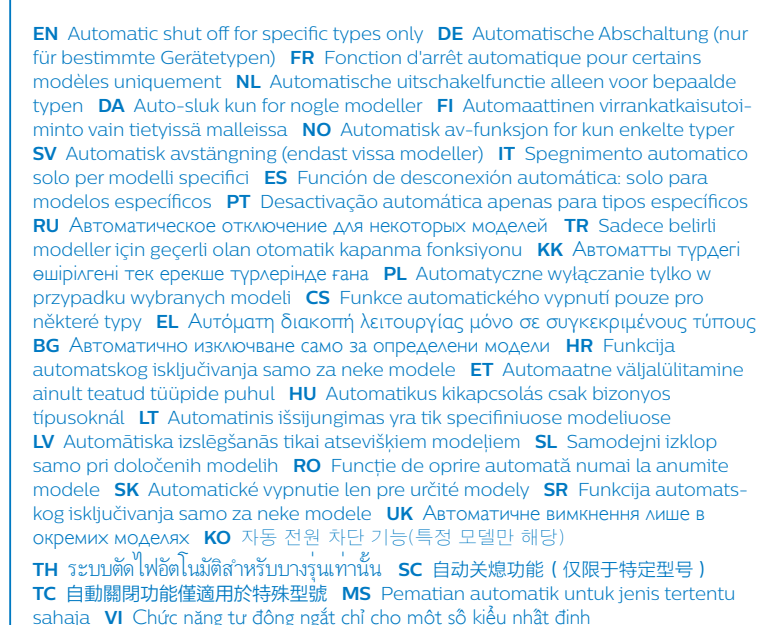 EN Automatic shut off for specific types only DE Automatische Abschaltung (nur
für bestimmte Gerätetypen) FR Fonction d'arrêt automatique pour certains
modèles uniquement NL Automatische uitschakelfunctie alleen voor bepaalde
typen DA Auto-sluk kun for nogle modeller FI Automaattinen virrankatkaisutoi-
minto vain tietyissä malleissa NO Automatisk av-funksjon for kun enkelte typer
SV Automatisk avstängning (endast vissa modeller) IT Spegnimento automatico
solo per modelli specifici ES Función de desconexión automática: solo para
modelos específicos PT Desactivação automática apenas para tipos específicos
RU Автоматическое отключение для некоторых моделей TR Sadece belirli
modeller için geçerli olan otomatik kapanma fonksiyonu KK Автоматты түрдегі
өшірілгені тек ерекше түрлерінде ғана PL Automatyczne wyłączanie tylko w
przypadku wybranych modeli CS Funkce automatického vypnutí pouze pro
některé typy EL Αυτόματη διακοπή λειτουργίας μόνο σε συγκεκριμένους τύπους
BG Автоматично изключване само за определени модели HR Funkcija
automatskog isključivanja samo za neke modele ET Automaatne väljalülitamine
ainult teatud tüüpide puhul HU Automatikus kikapcsolás csak bizonyos
típusoknál LT Automatinis išsijungimas yra tik specifiniuose modeliuose
LV Automātiska izslēgšanās tikai atsevišķiem modeļiem SL Samodejni izklop
samo pri določenih modelih RO Funcţie de oprire automată numai la anumite
modele SK Automatické vypnutie len pre určité modely SR Funkcija automats-
kog isključivanja samo za neke modele UK Автоматичне вимкнення лише в
окремих моделях KO 자동 전원 차단 기능(특정 모델만 해당)
TH ระบบตัดไฟอัตโนมัติสำหรับบางรุ่นเท่านั้น SC 自动关熄功能（仅限于特定型号）
TC 自動關閉功能僅適用於特殊型號 MS Pematian automatik untuk jenis tertentu
sahaja VI Chức năng tự động ngắt chỉ cho một số kiểu nhất định